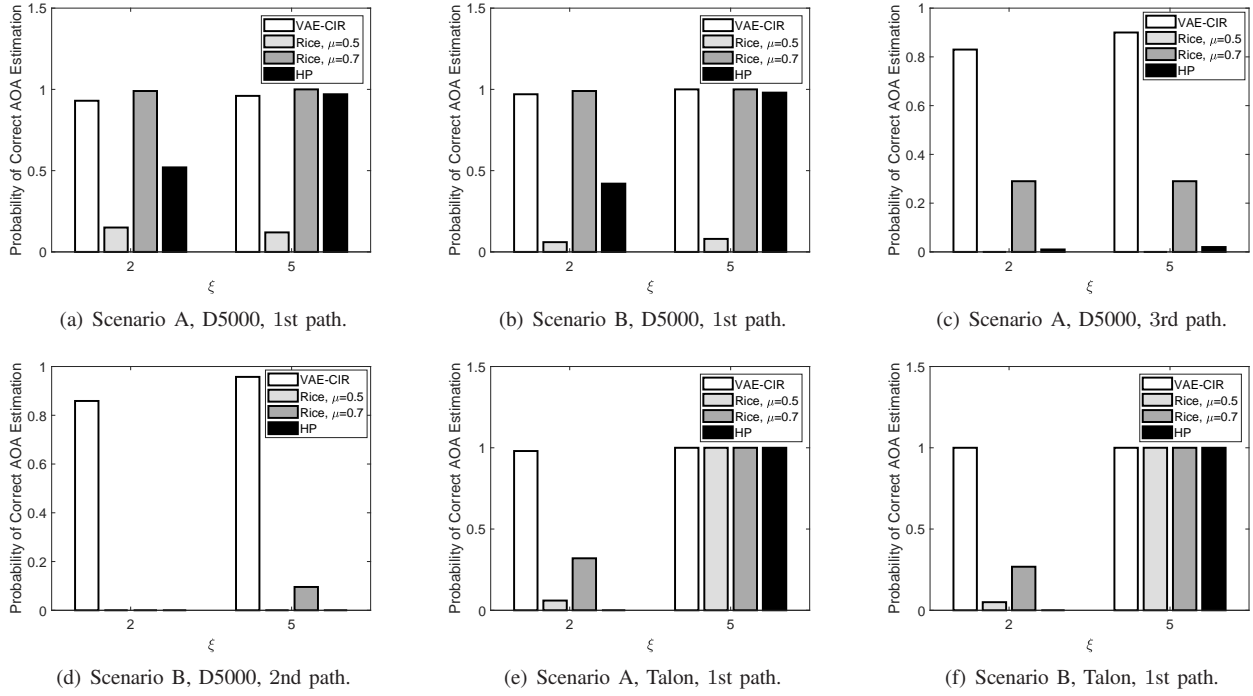 Probability of Correct AOA Estimation
1.5
1
0.5
0
2
5
ξ
VAE-CIR
Rice, μ=0.5
Rice, μ=0.7
HP
(a) Scenario A, D5000, 1st path.
Probability of Correct AOA Estimation
1.5
1
0.5
0
2
5
ξ
VAE-CIR
Rice, μ=0.5
Rice, μ=0.7
HP
(b) Scenario B, D5000, 1st path.
Probability of Correct AOA Estimation
1
0.8
0.6
0.4
0.2
0
2
5
ξ
VAE-CIR
Rice, μ=0.5
Rice, μ=0.7
HP
(c) Scenario A, D5000, 3rd path.
Probability of Correct AOA Estimation
1
0.8
0.6
0.4
0.2
0
2
5
ξ
VAE-CIR
Rice, μ=0.5
Rice, μ=0.7
HP
(d) Scenario B, D5000, 2nd path.
Probability of Correct AOA Estimation
1.5
1
0.5
0
2
5
ξ
VAE-CIR
Rice, μ=0.5
Rice, μ=0.7
HP
(e) Scenario A, Talon, 1st path.
Probability of Correct AOA Estimation
1.5
1
0.5
0
2
5
ξ
VAE-CIR
Rice, μ=0.5
Rice, μ=0.7
HP
(f) Scenario B, Talon, 1st path.